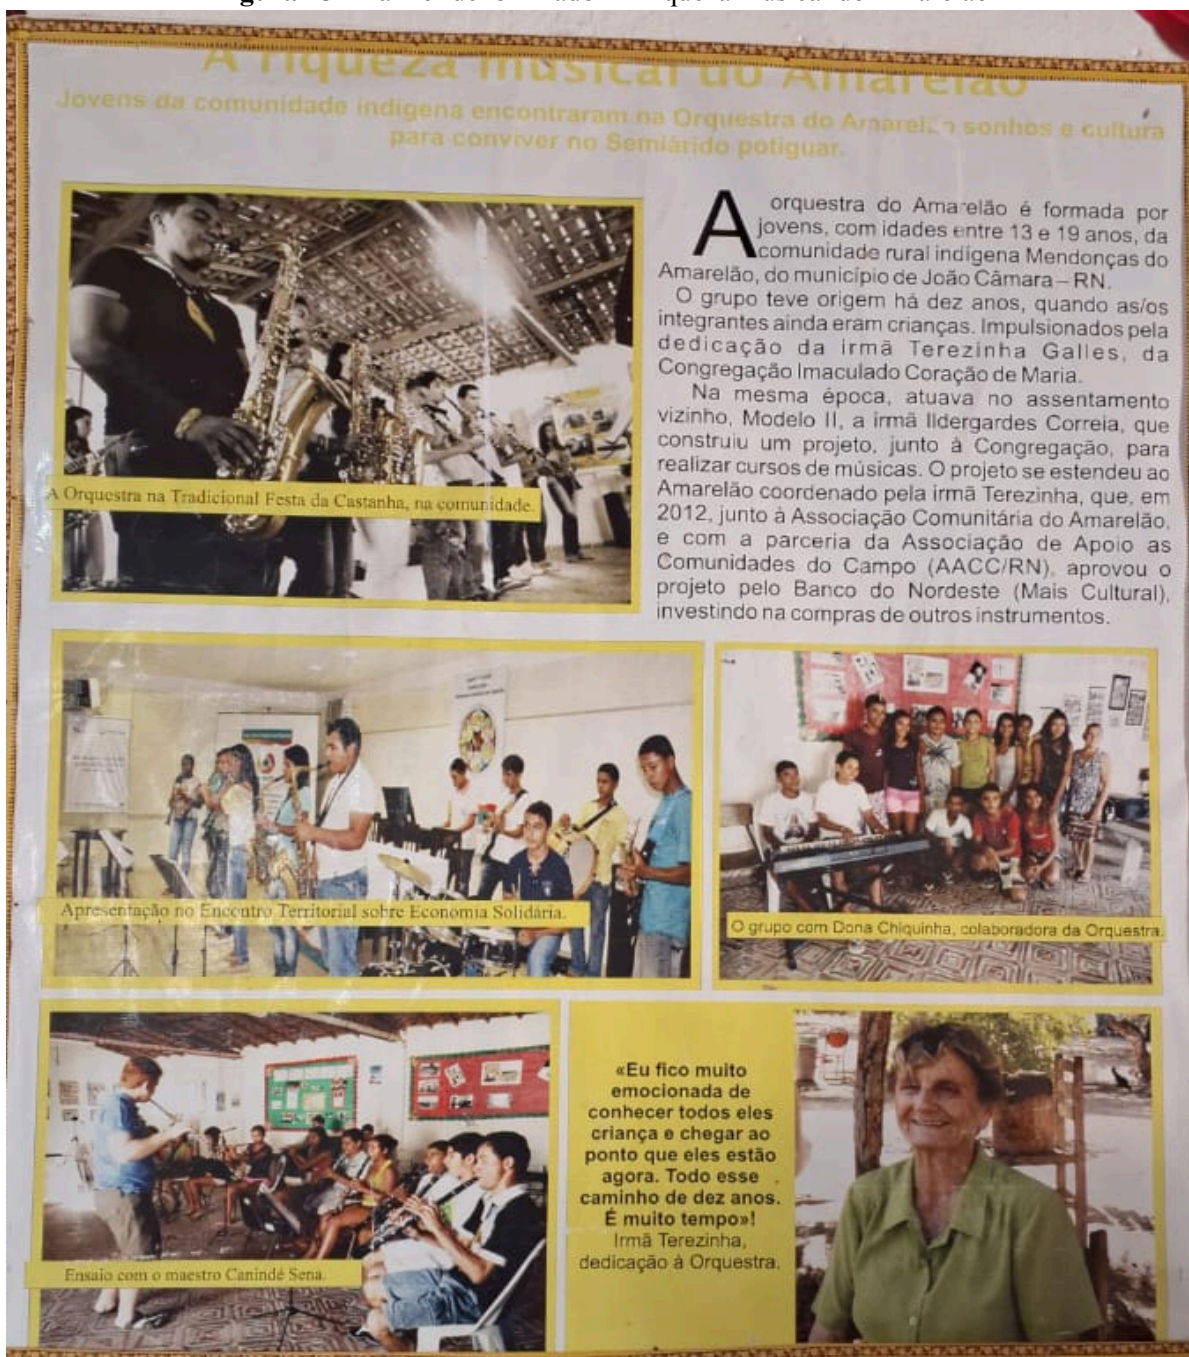 A riqueza musical do Amarelão
Jovens da comunidade indigena encontraram na Orquestra do Amarelão sonhos e cultura
para conviver no Semiárido potiguar.
A orquestra do Amarelão é formada por
jovens, com idades entre 13 e 19 anos, da
comunidade rural indígena Mendonças do
Amarelão, do município de João Câmara – RN.
O grupo teve origem há dez anos, quando as/os
integrantes ainda eram crianças. Impulsionados pela
dedicação da irmã Terezinha Galles, da
Congregação Imaculado Coração de Maria.
Na mesma época, atuava no assentamento
vizinho, Modelo II, a irmã Ildergardes Correia, que
construiu um projeto, junto à Congregação, para
realizar cursos de músicas. O projeto se estendeu ao
Amarelão coordenado pela irmã Terezinha, que, em
2012, junto à Associação Comunitária do Amarelão,
e com a parceria da Associação de Apoio as
Comunidades do Campo (AACC/RN), aprovou o
projeto pelo Banco do Nordeste (Mais Cultural),
investindo na compras de outros instrumentos.
A Orquestra na Tradicional Festa da Castanha, na comunidade.
Apresentação no Encontro Territorial sobre Economia Solidária.
O grupo com Dona Chiquinha, colaboradora da Orquestra.
Ensaio com o maestro Canindé Sena.
«Eu fico muito
emocionada de
conhecer todos eles
criança e chegar ao
ponto que eles estão
agora. Todo esse
caminho de dez anos.
É muito tempo»!
Irmã Terezinha,
dedicação à Orquestra.